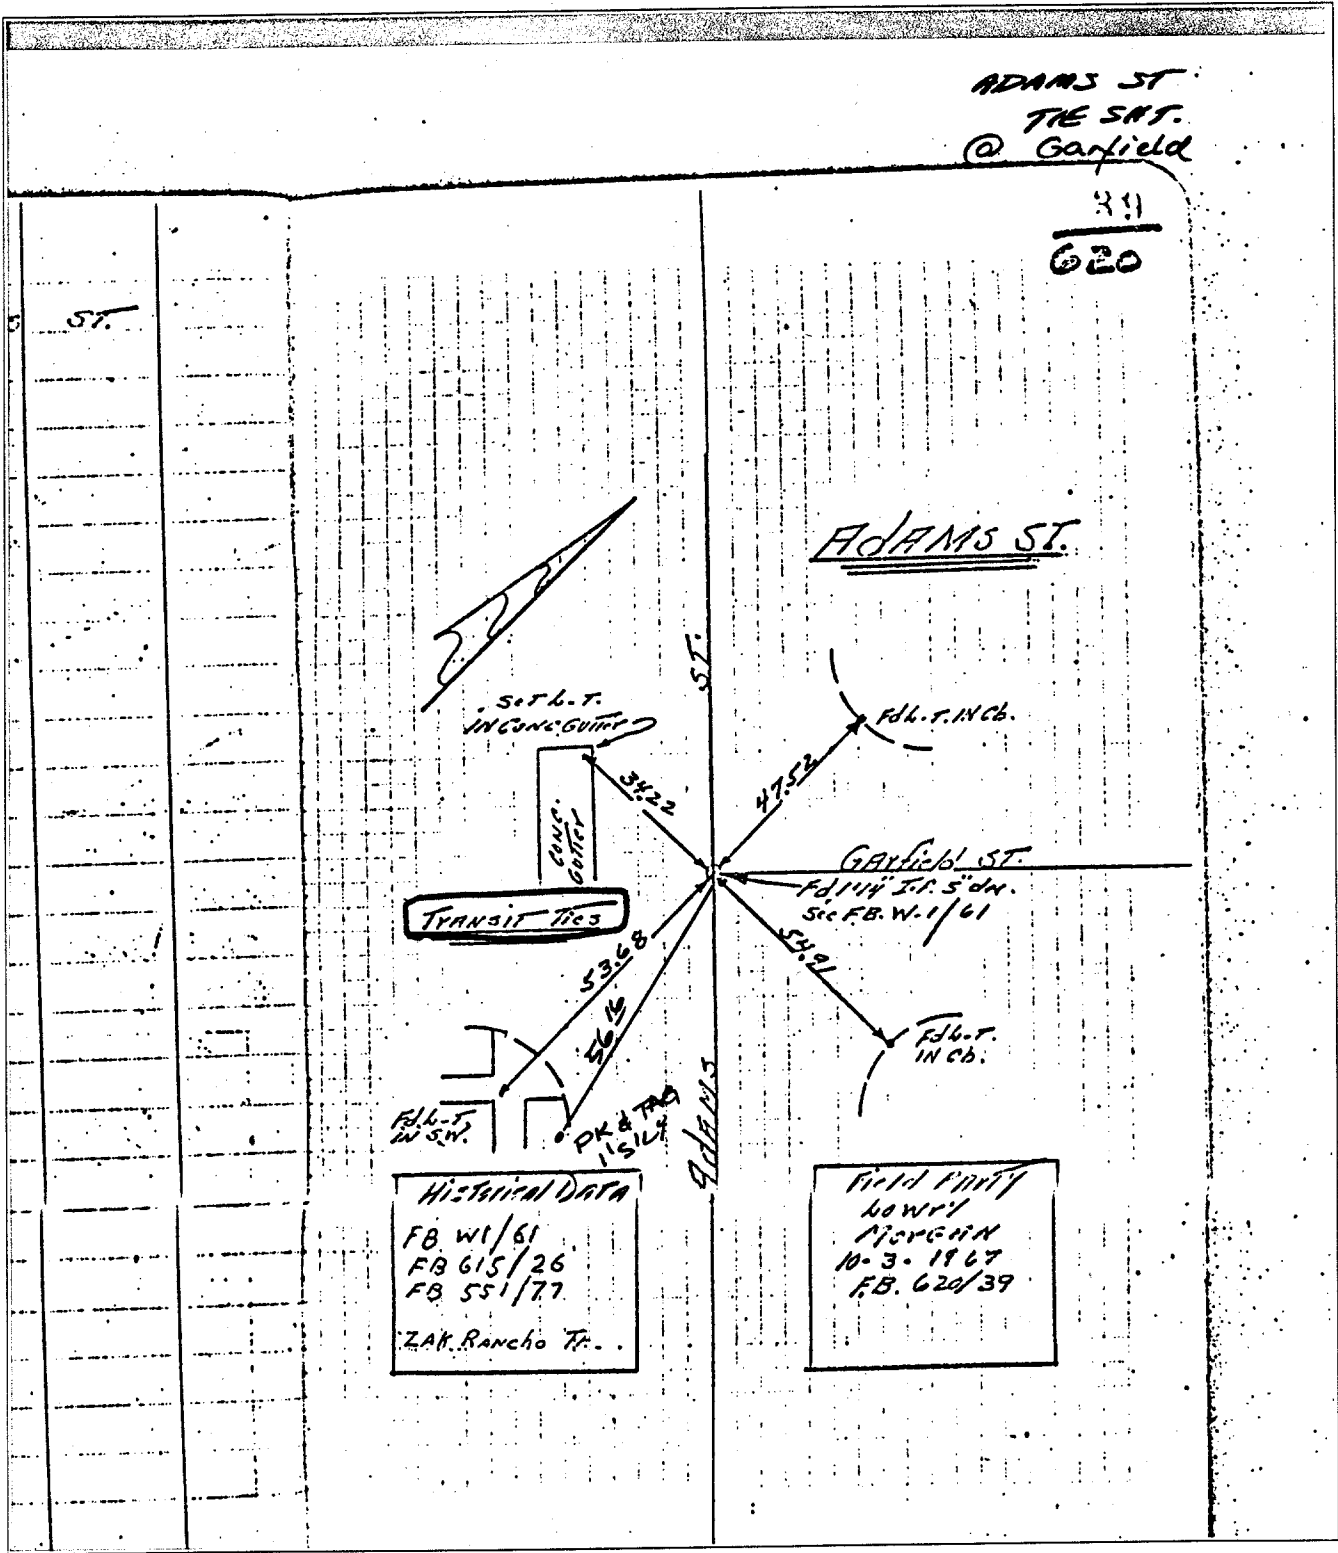 ADAMS ST
TIE SHT.
@ Garfield
39
620
ST.
AdAMS ST.
ST.
Set L.T.
IN CONC Gutter
Fd L.T. IN Cb.
34.22
47.52
CONC.
Gutter
GArfield ST.
Fd 1¼" I.P. 5" dn.
See FB. W-1/61
TrANSiT Ties
53.68
54.91
56.16
Fd L.T.
IN Cb.
Fd L.T.
IN S.W.
PK & TAG
AdAMS
Historical DATA
FB W1/61
FB 615/26
FB 551/77
ZAK Rancho Tr.
Field PArTy
Lowry
MorGAN
10-3-1967
F.B. 620/39